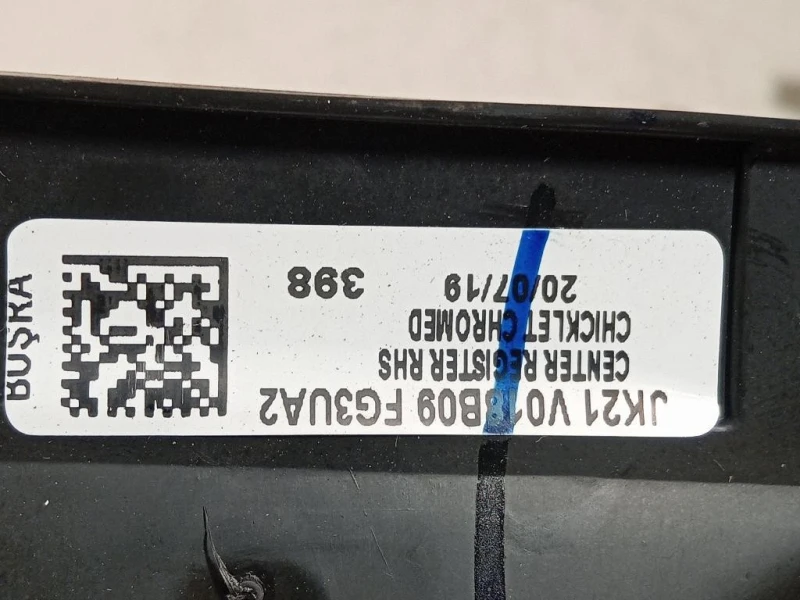 JK21 V018B09 FG3UA2
CENTER REGISTER RHS
CHICKLET CHROMED
20/07/19
398
BUŞRA